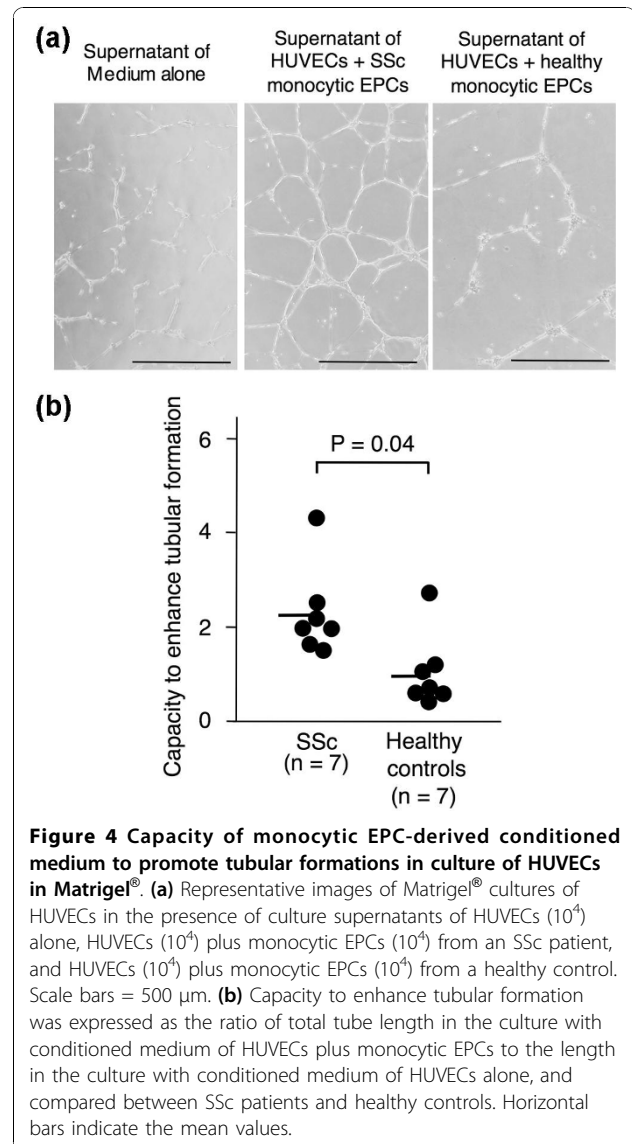 (a)
Supernatant of
Medium alone
Supernatant of
HUVECs + SSc
monocytic EPCs
Supernatant of
HUVECs + healthy
monocytic EPCs
(b)
Capacity to enhance tubular formation
6
4
2
0
P = 0.04
SSc
(n = 7)
Healthy
controls
(n = 7)
Figure 4 Capacity of monocytic EPC-derived conditioned
medium to promote tubular formations in culture of HUVECs
in Matrigel®. (a) Representative images of Matrigel® cultures of
HUVECs in the presence of culture supernatants of HUVECs (10⁴)
alone, HUVECs (10⁴) plus monocytic EPCs (10⁴) from an SSc patient,
and HUVECs (10⁴) plus monocytic EPCs (10⁴) from a healthy control.
Scale bars = 500 μm. (b) Capacity to enhance tubular formation
was expressed as the ratio of total tube length in the culture with
conditioned medium of HUVECs plus monocytic EPCs to the length
in the culture with conditioned medium of HUVECs alone, and
compared between SSc patients and healthy controls. Horizontal
bars indicate the mean values.